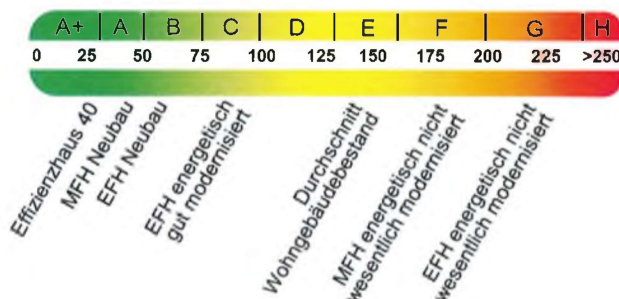 A+ A B C D E F G H
0 25 50 75 100 125 150 175 200 225 >250
Effizienzhaus 40
MFH Neubau
EFH Neubau
EFH energetisch
gut modernisiert
Durchschnitt
Wohngebäudebestand
MFH energetisch nicht
wesentlich modernisiert
EFH energetisch nicht
wesentlich modernisiert